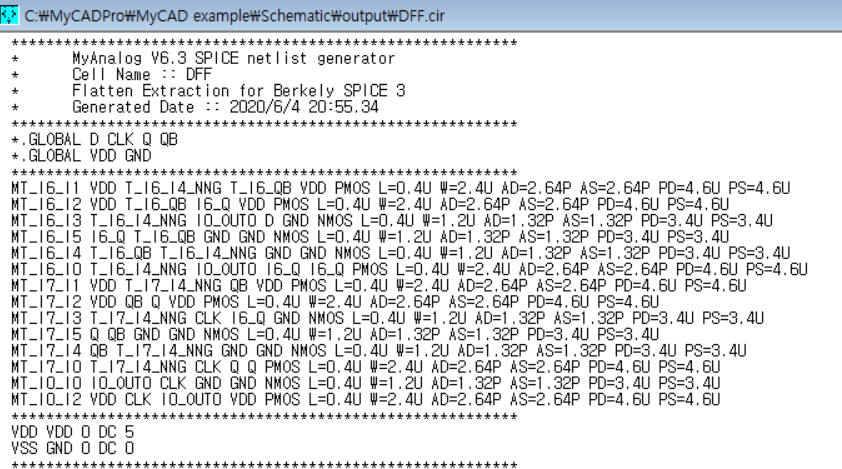 C:₩MyCADPro₩MyCAD example₩Schematic₩output₩DFF.cir
**********************************************************
*       MyAnalog V6.3 SPICE netlist generator
*       Cell Name :: DFF
*       Flatten Extraction for Berkely SPICE 3
*       Generated Date :: 2020/6/4 20:55.34
**********************************************************
*.GLOBAL D CLK Q QB
*.GLOBAL VDD GND
**********************************************************
MT_I6_I1 VDD T_I6_I4_NNG T_I6_QB VDD PMOS L=0.4U W=2.4U AD=2.64P AS=2.64P PD=4.6U PS=4.6U
MT_I6_I2 VDD T_I6_QB I6_Q VDD PMOS L=0.4U W=2.4U AD=2.64P AS=2.64P PD=4.6U PS=4.6U
MT_I6_I3 T_I6_I4_NNG I0_OUTO D GND NMOS L=0.4U W=1.2U AD=1.32P AS=1.32P PD=3.4U PS=3.4U
MT_I6_I5 I6_Q T_I6_QB GND GND NMOS L=0.4U W=1.2U AD=1.32P AS=1.32P PD=3.4U PS=3.4U
MT_I6_I4 T_I6_QB T_I6_I4_NNG GND GND NMOS L=0.4U W=1.2U AD=1.32P AS=1.32P PD=3.4U PS=3.4U
MT_I6_I0 T_I6_I4_NNG I0_OUTO I6_Q I6_Q PMOS L=0.4U W=2.4U AD=2.64P AS=2.64P PD=4.6U PS=4.6U
MT_I7_I1 VDD T_I7_I4_NNG QB VDD PMOS L=0.4U W=2.4U AD=2.64P AS=2.64P PD=4.6U PS=4.6U
MT_I7_I2 VDD QB Q VDD PMOS L=0.4U W=2.4U AD=2.64P AS=2.64P PD=4.6U PS=4.6U
MT_I7_I3 T_I7_I4_NNG CLK I6_Q GND NMOS L=0.4U W=1.2U AD=1.32P AS=1.32P PD=3.4U PS=3.4U
MT_I7_I5 Q QB GND GND NMOS L=0.4U W=1.2U AD=1.32P AS=1.32P PD=3.4U PS=3.4U
MT_I7_I4 QB T_I7_I4_NNG GND GND NMOS L=0.4U W=1.2U AD=1.32P AS=1.32P PD=3.4U PS=3.4U
MT_I7_I0 T_I7_I4_NNG CLK Q Q PMOS L=0.4U W=2.4U AD=2.64P AS=2.64P PD=4.6U PS=4.6U
MT_I0_I0 I0_OUTO CLK GND GND NMOS L=0.4U W=1.2U AD=1.32P AS=1.32P PD=3.4U PS=3.4U
MT_I0_I2 VDD CLK I0_OUTO VDD PMOS L=0.4U W=2.4U AD=2.64P AS=2.64P PD=4.6U PS=4.6U
**********************************************************
VDD VDD 0 DC 5
VSS GND 0 DC 0
**********************************************************